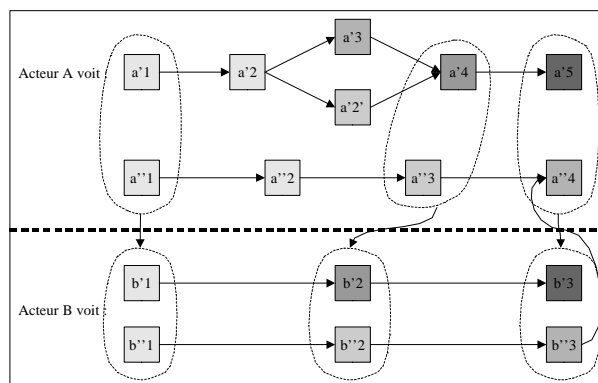 a'3
Acteur A voit :
a'1
a'2
a'4
a'5
a'2'
a''1
a''2
a''3
a''4
b'1
b'2
b'3
Acteur B voit :
b''1
b''2
b''3